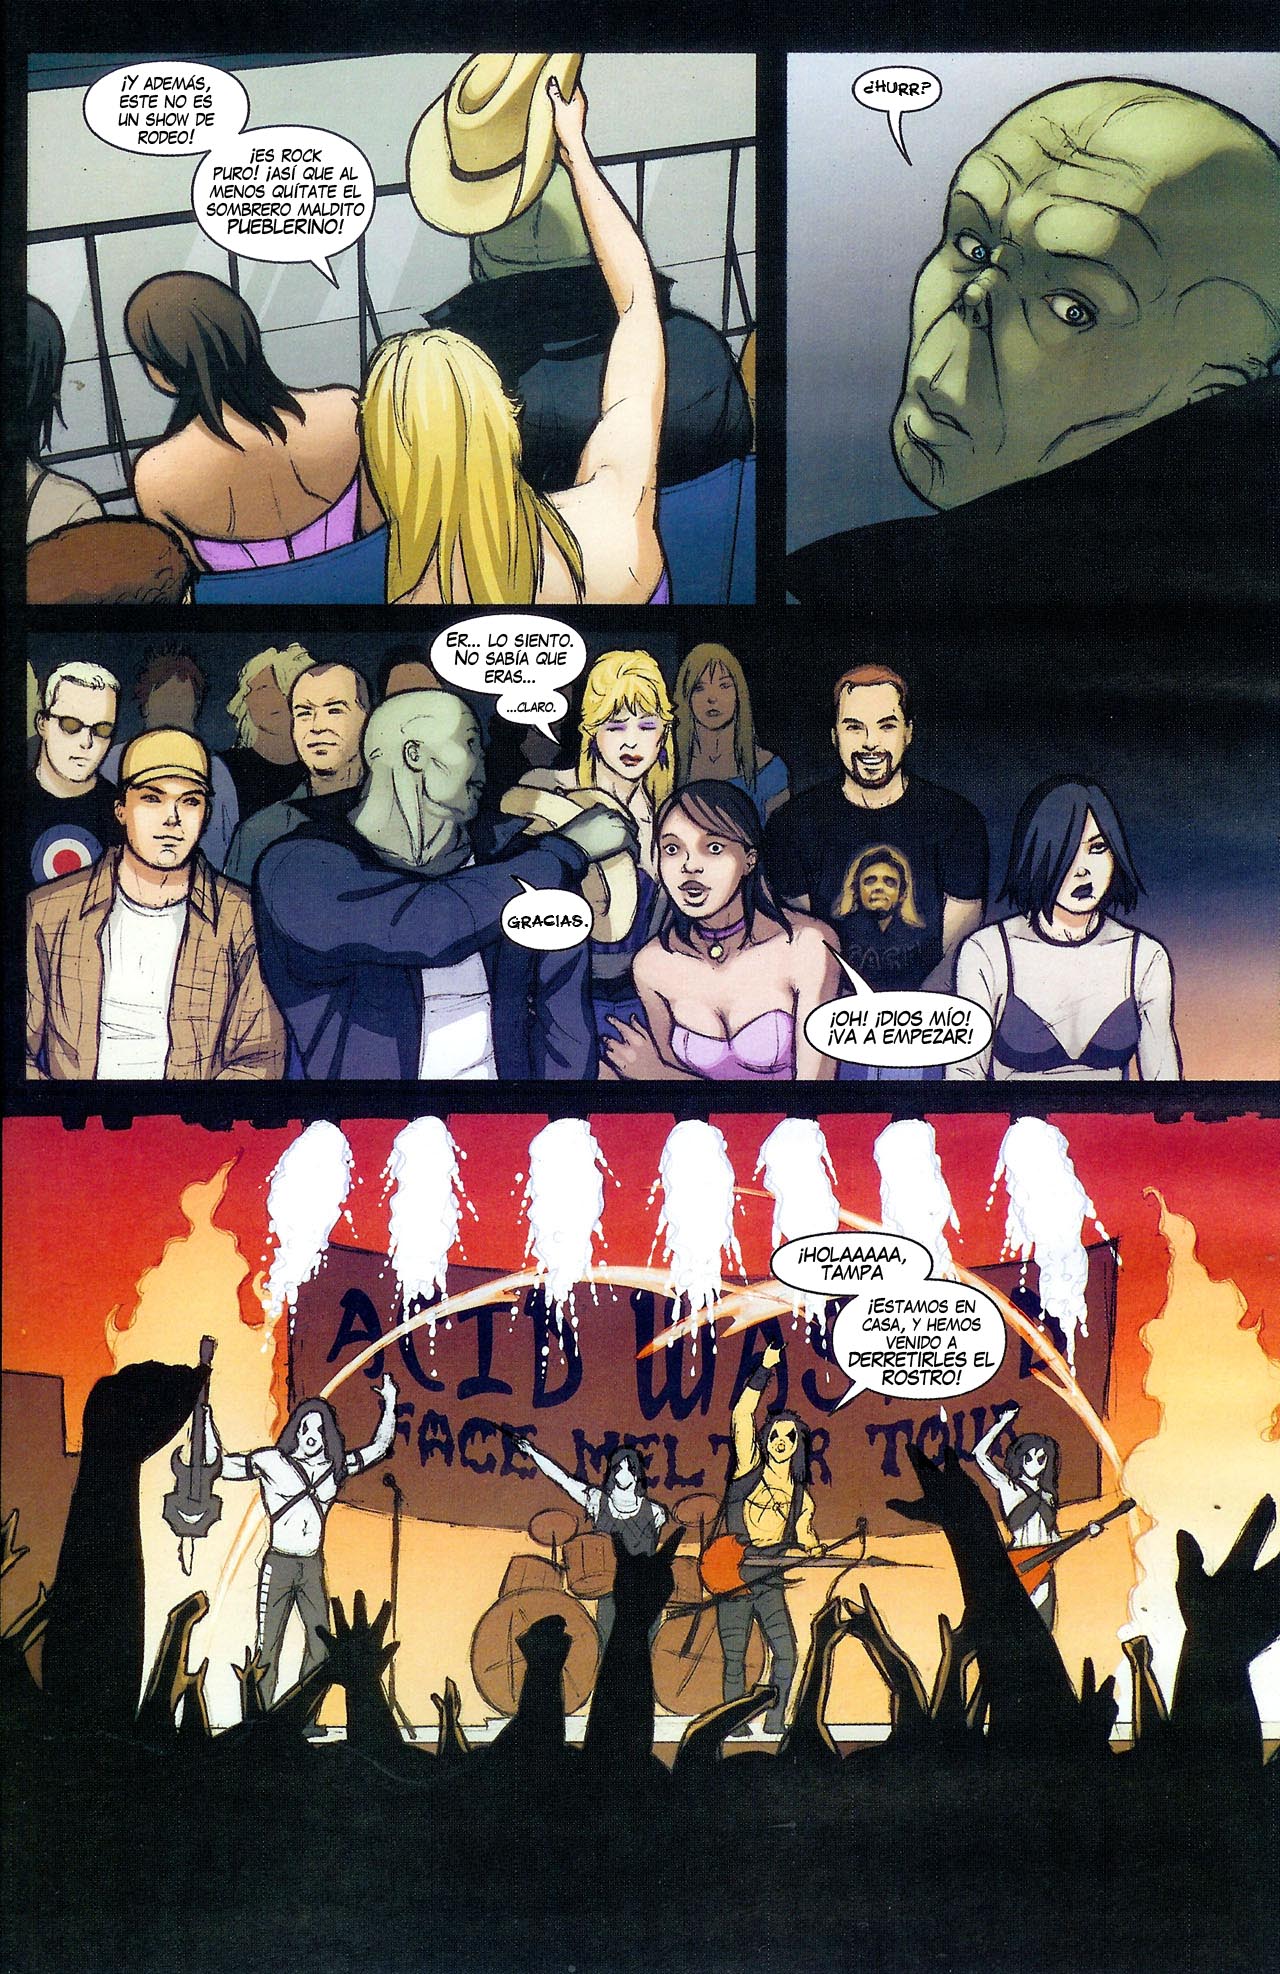 ¡Y ADEMÁS,
ESTE NO ES
UN SHOW DE
RODEO!
¡ES ROCK
PURO! ¡ASÍ QUE AL
MENOS QUÍTATE EL
SOMBRERO MALDITO
PUEBLERINO!
¿HURR?
ER... LO SIENTO.
NO SABÍA QUE
ERAS...
...CLARO.
GRACIAS.
¡OH! ¡DIOS MÍO!
¡VA A EMPEZAR!
¡HOLAAAAA,
TAMPA
¡ESTAMOS EN
CASA, Y HEMOS
VENIDO A
DERRETIRLES EL
ROSTRO!
ACID
FACE MELTER TOUR